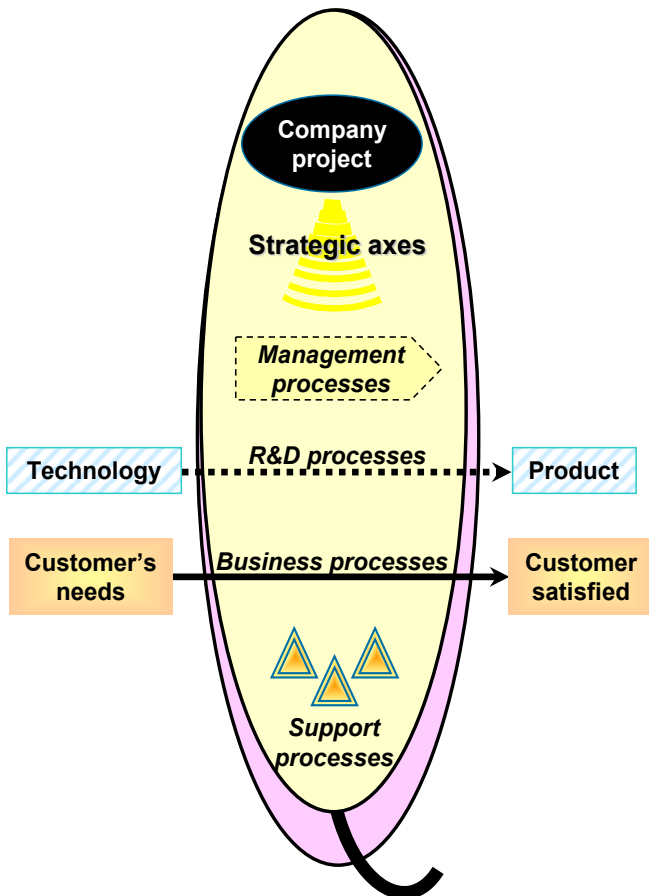 Company
project
Strategic axes
Management
processes
R&D processes
Technology
Product
Business processes
Customer's
needs
Customer
satisfied
Support
processes